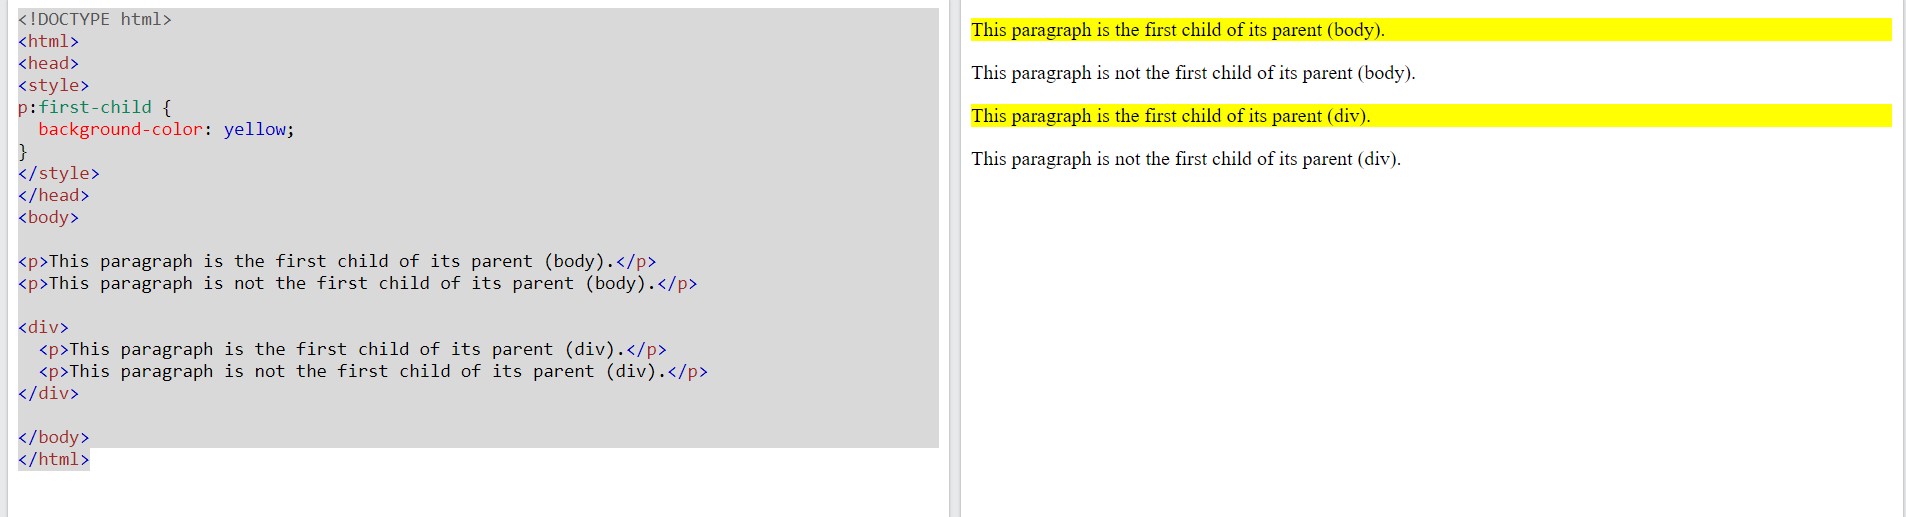 <!DOCTYPE html>
<html>
<head>
<style>
p:first-child {
  background-color: yellow;
}
</style>
</head>
<body>

<p>This paragraph is the first child of its parent (body).</p>
<p>This paragraph is not the first child of its parent (body).</p>

<div>
  <p>This paragraph is the first child of its parent (div).</p>
  <p>This paragraph is not the first child of its parent (div).</p>
</div>

</body>
</html>
This paragraph is the first child of its parent (body).
This paragraph is not the first child of its parent (body).
This paragraph is the first child of its parent (div).
This paragraph is not the first child of its parent (div).